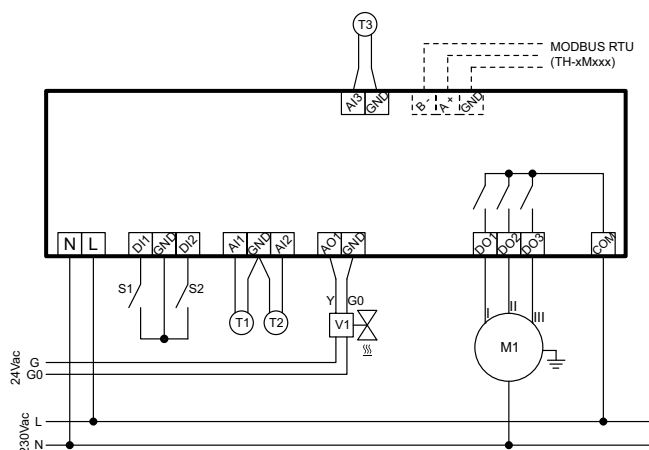 T3
MODBUS RTU
(TH-xMxxx)
AI3 GND B - A + GND
N L DI1 GND DI2 AI1 GND AI2 AO1 GND DO1 DO2 DO3 COM
S1 S2 Y G0 I II III
T1 T2 V1 M1
24Vac
G
G0
230Vac
L
N